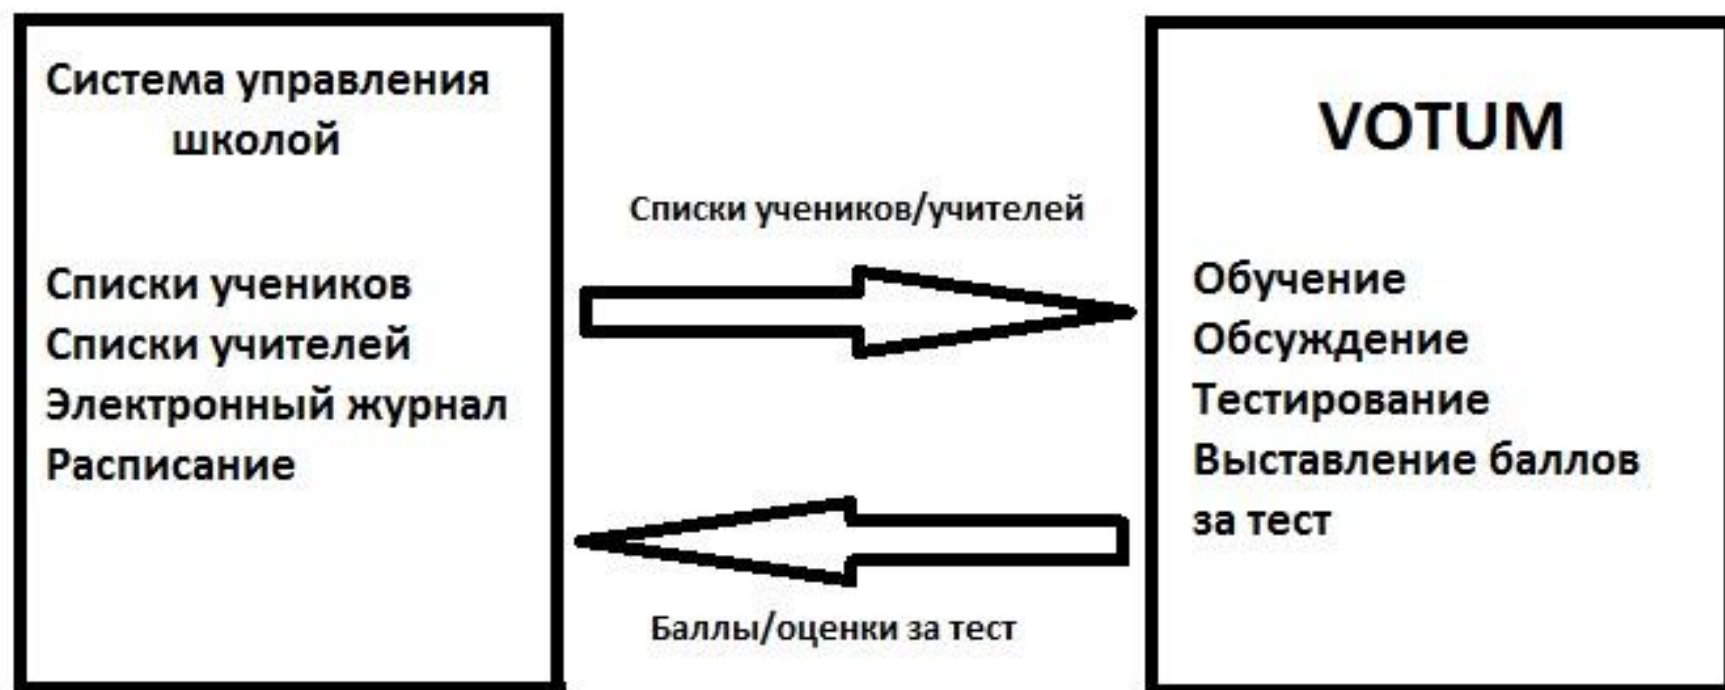 Система управления
школой
Списки учеников
Списки учителей
Электронный журнал
Расписание
Списки учеников/учителей
Баллы/оценки за тест
VOTUM
Обучение
Обсуждение
Тестирование
Выставление баллов
за тест